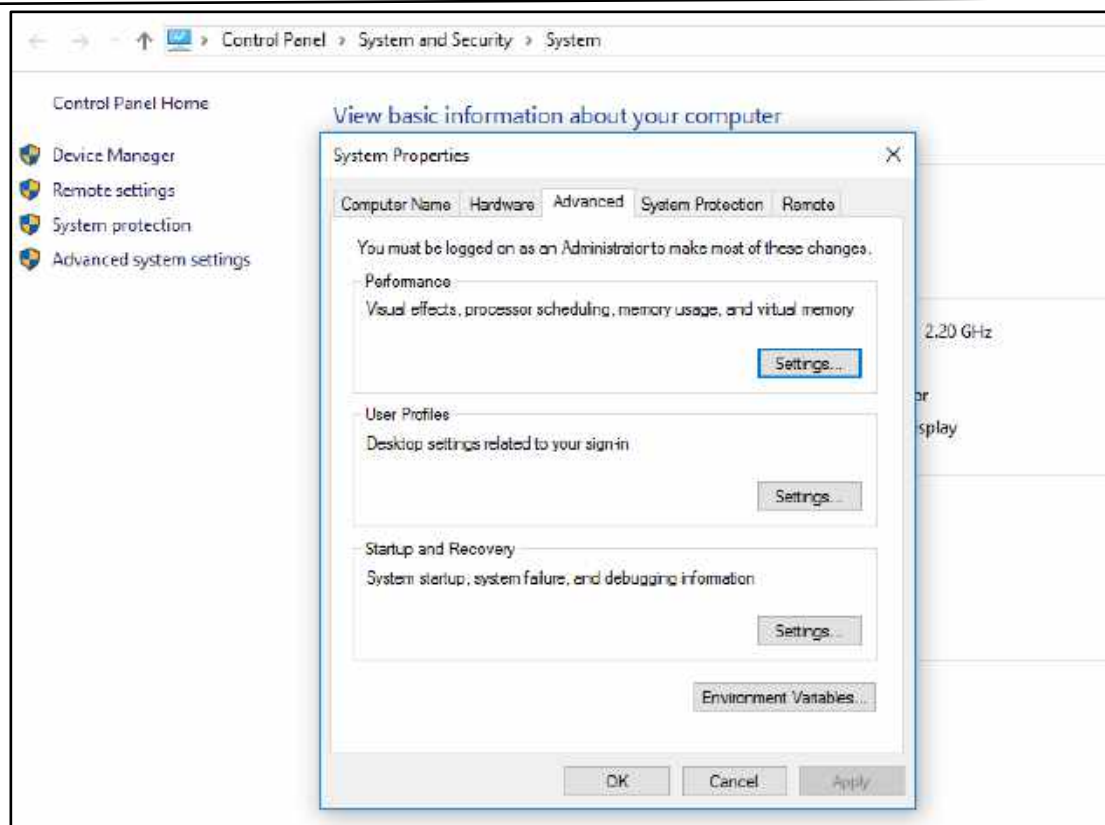 Control Panel > System and Security > System
Control Panel Home
Device Manager
Remote settings
System protection
Advanced system settings
View basic information about your computer
System Properties
Computer Name Hardware Advanced System Protection Remote
You must be logged on as an Administrator to make most of these changes.
Performance
Visual effects, processor scheduling, memory usage, and virtual memory
Settings...
User Profiles
Desktop settings related to your sign-in
Settings...
Startup and Recovery
System startup, system failure, and debugging information
Settings...
Environment Variables...
OK Cancel Apply
2.20 GHz
or
splay